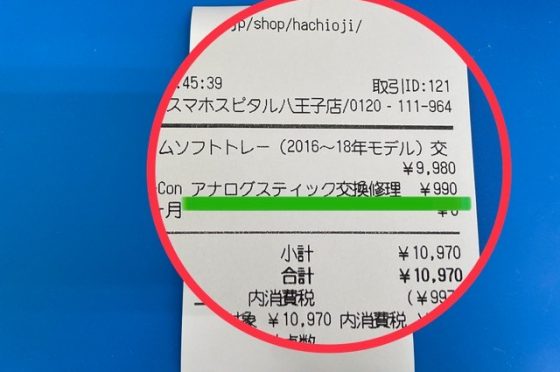 jp/shop/hachioji/
:45:39 取引ID:121
スマホスピタル八王子店/0120-111-964
ムソフトトレー（2016〜18年モデル）交
￥9,980
Con アナログスティック交換修理 ￥990
月 ￥0
小計 ￥10,970
合計 ￥10,970
内消費税 (￥997
象 ￥10,970 内消費税
点数